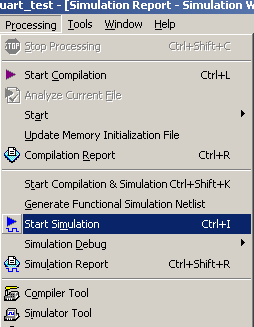 uart_test - [Simulation Report - Simulation W
Processing Tools Window Help
Stop Processing Ctrl+Shift+C
Start Compilation Ctrl+L
Analyze Current File
Start
Update Memory Initialization File
Compilation Report Ctrl+R
Start Compilation & Simulation Ctrl+Shift+K
Generate Functional Simulation Netlist
Start Simulation Ctrl+I
Simulation Debug
Simulation Report Ctrl+Shift+R
Compiler Tool
Simulator Tool